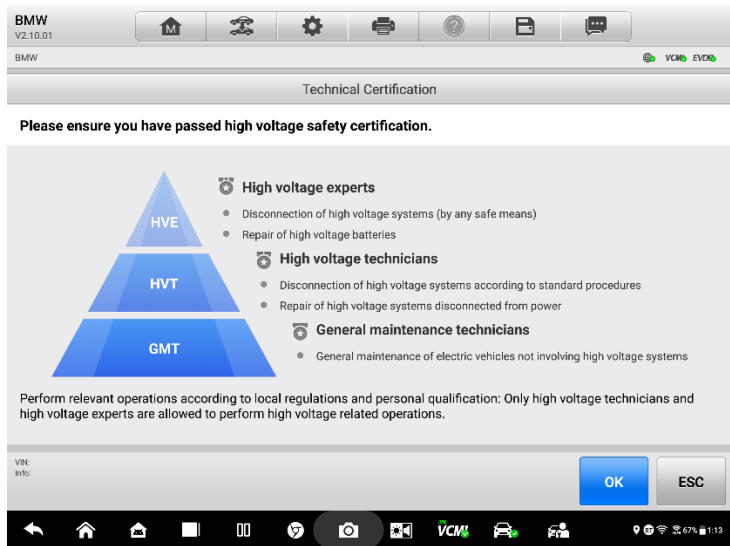 BMW
V2.10.01
M
?
BMW
VCMI EVDR
Technical Certification
Please ensure you have passed high voltage safety certification.
HVE
High voltage experts
Disconnection of high voltage systems (by any safe means)
Repair of high voltage batteries
HVT
High voltage technicians
Disconnection of high voltage systems according to standard procedures
Repair of high voltage systems disconnected from power
GMT
General maintenance technicians
General maintenance of electric vehicles not involving high voltage systems
Perform relevant operations according to local regulations and personal qualification: Only high voltage technicians and
high voltage experts are allowed to perform high voltage related operations.
VIN:
Info:
OK
ESC
VCMI
BT
67%
1:13